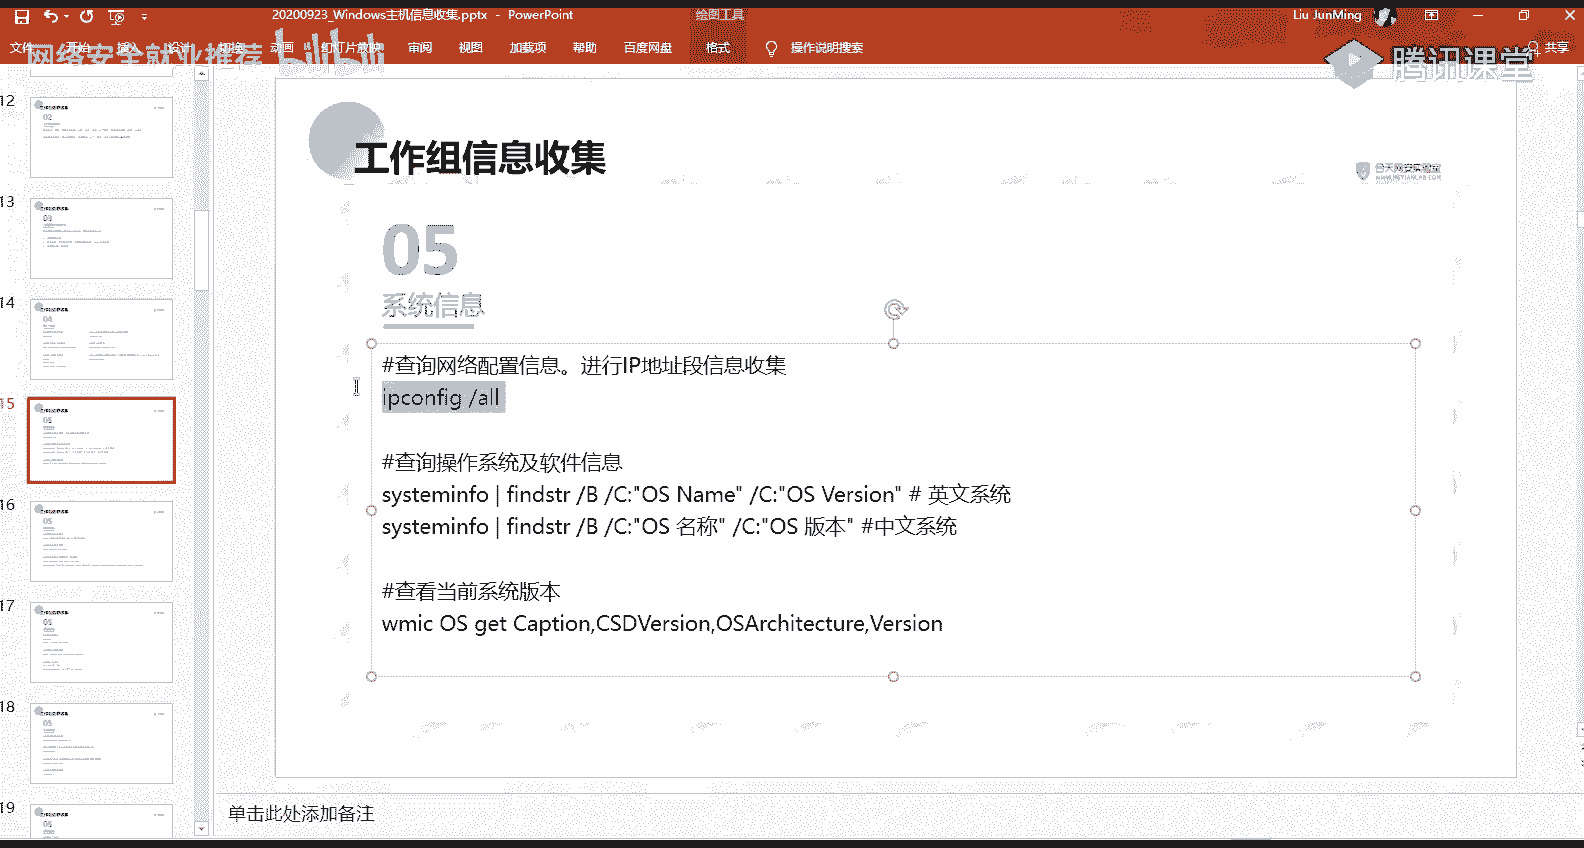 20200923_Windows主机信息收集.pptx - PowerPoint
绘图工具
Liu JunMing
文件 开始 插入 设计 切换 动画 幻灯片放映 审阅 视图 加载项 帮助 百度网盘 格式 操作说明搜索 共享
网络安全就业推荐 bilibili
腾讯课堂
12
13
14
15
16
17
18
19
工作组信息收集
合天网安实验室
05
系统信息
#查询网络配置信息。进行IP地址段信息收集
ipconfig /all
#查询操作系统及软件信息
systeminfo | findstr /B /C:"OS Name" /C:"OS Version" # 英文系统
systeminfo | findstr /B /C:"OS 名称" /C:"OS 版本" #中文系统
#查看当前系统版本
wmic OS get Caption,CSDVersion,OSArchitecture,Version
单击此处添加备注